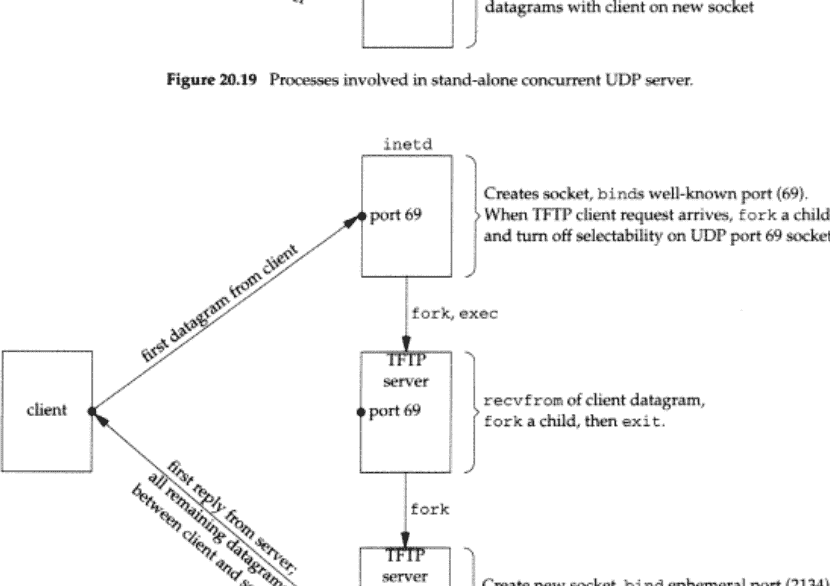 datagrams with client on new socket
Figure 20.19 Processes involved in stand-alone concurrent UDP server.
inetd
port 69
Creates socket, binds well-known port (69).
When TFTP client request arrives, fork a child
and turn off selectability on UDP port 69 socket
first datagram from client
fork, exec
client
TFTP
server
port 69
recvfrom of client datagram,
fork a child, then exit.
first reply from server;
all remaining datagram
between client and
fork
TFTP
server
Create new socket, bind ephemeral port (2134)